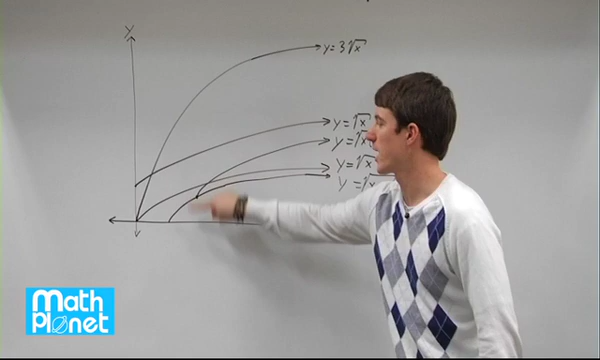 Y
y = 3√x
y = √x
y = √x
y = √x
y = √x
Math
Planet